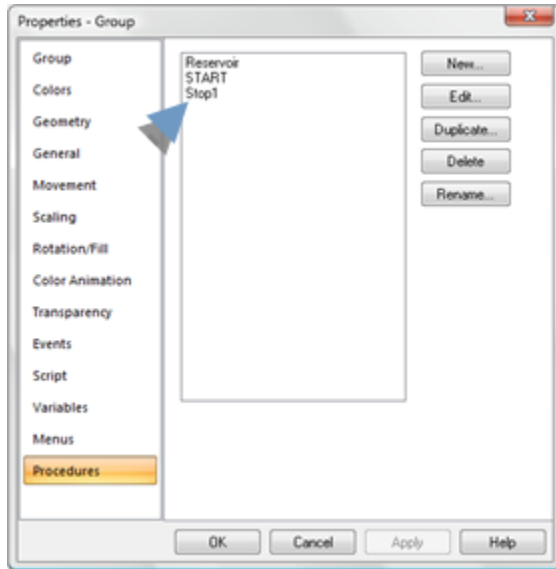 Properties - Group
Group
Colors
Geometry
General
Movement
Scaling
Rotation/Fill
Color Animation
Transparency
Events
Script
Variables
Menus
Procedures
Reservoir
START
Stop1
New...
Edit...
Duplicate...
Delete
Rename...
OK
Cancel
Apply
Help